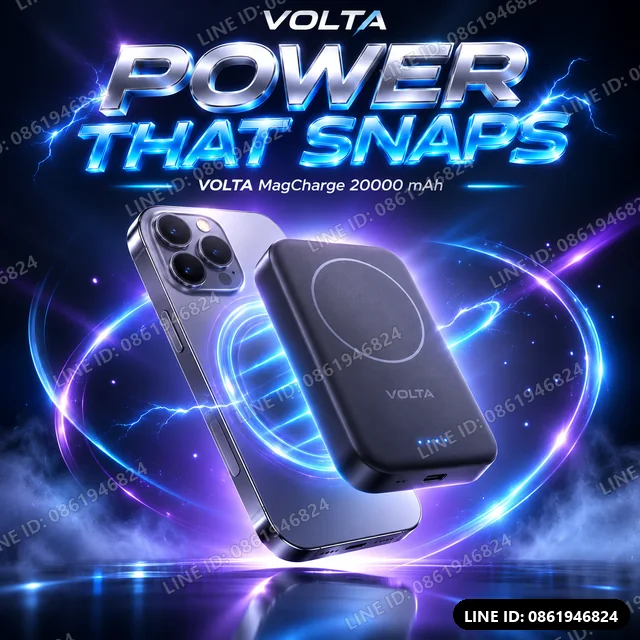 VOLTA
POWER
THAT SNAPS
VOLTA MagCharge 20000 mAh
VOLTA
LINE ID: 0861946824